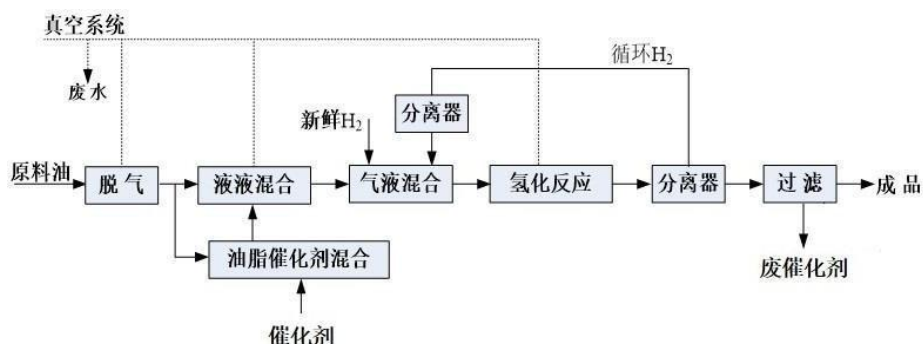 真空系统
循环H₂
废水
分离器
新鲜H₂
原料油
脱气
液液混合
气液混合
氢化反应
分离器
过滤
成品
油脂催化剂混合
废催化剂
催化剂